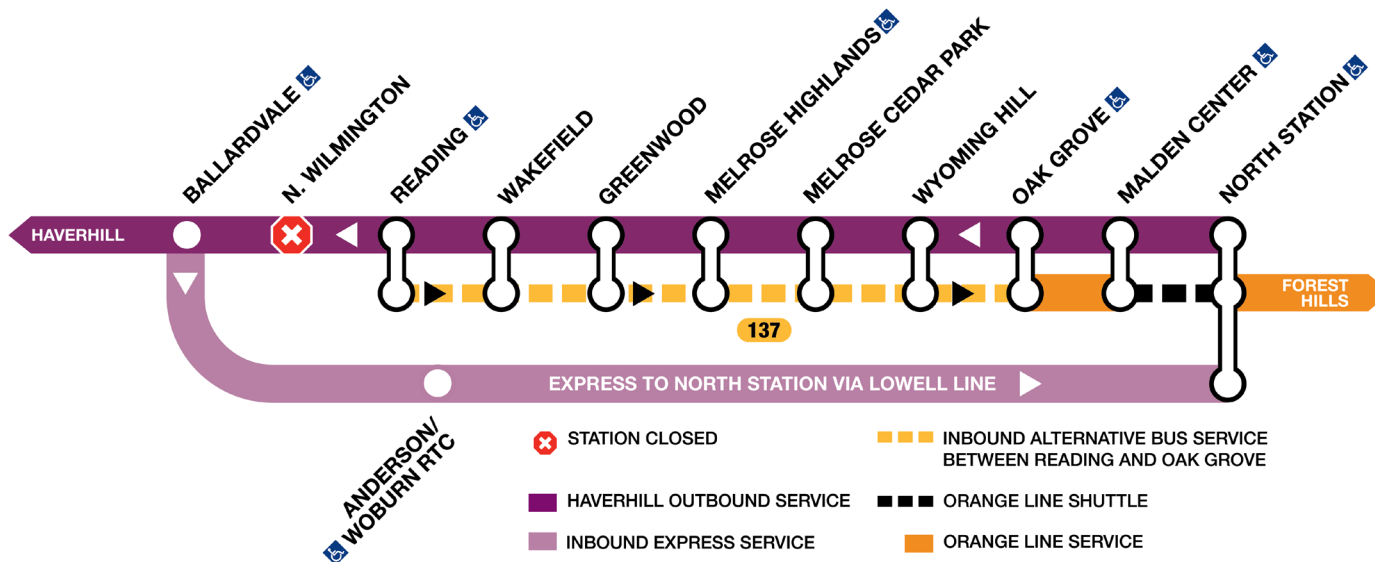 BALLARDVALE
N. WILMINGTON
READING
WAKEFIELD
GREENWOOD
MELROSE HIGHLANDS
MELROSE CEDAR PARK
WYOMING HILL
OAK GROVE
MALDEN CENTER
NORTH STATION
HAVERHILL
FOREST
HILLS
137
EXPRESS TO NORTH STATION VIA LOWELL LINE
ANDERSON/
WOBURN RTC
STATION CLOSED
HAVERHILL OUTBOUND SERVICE
INBOUND EXPRESS SERVICE
INBOUND ALTERNATIVE BUS SERVICE
BETWEEN READING AND OAK GROVE
ORANGE LINE SHUTTLE
ORANGE LINE SERVICE